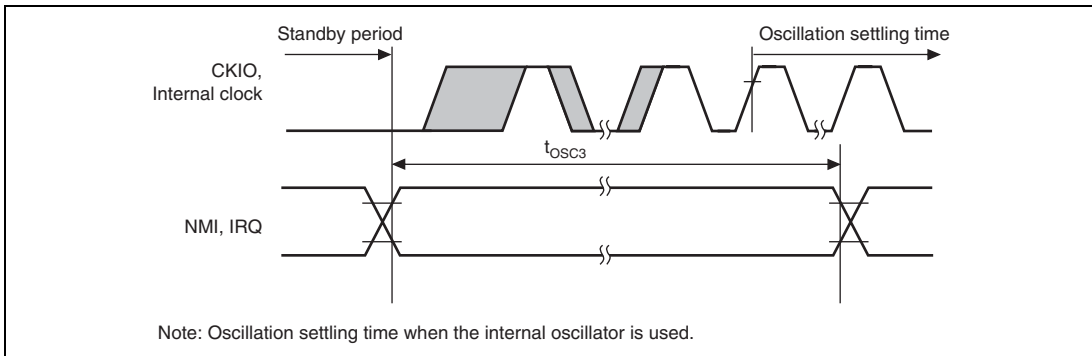 Standby period
Oscillation settling time
CKIO,
Internal clock
tOSC3
NMI, IRQ
Note: Oscillation settling time when the internal oscillator is used.